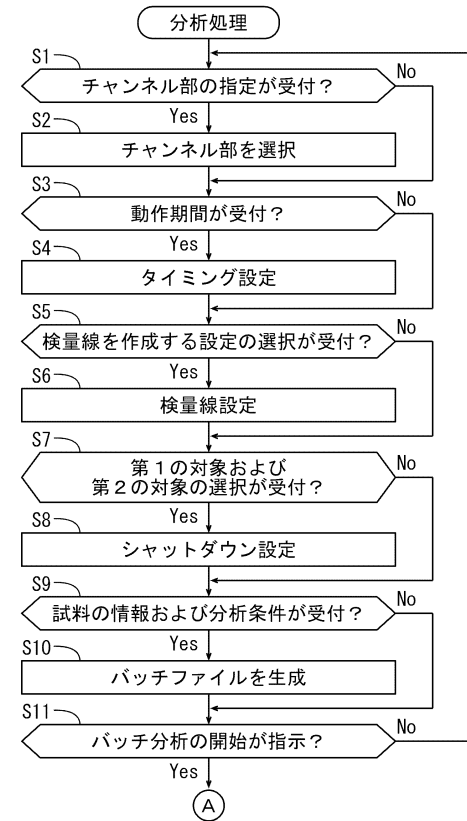 分析処理
S1
チャンネル部の指定が受付？
No
Yes
S2
チャンネル部を選択
S3
動作期間が受付？
No
Yes
S4
タイミング設定
S5
検量線を作成する設定の選択が受付？
No
Yes
S6
検量線設定
S7
第１の対象および
第２の対象の選択が受付？
No
Yes
S8
シャットダウン設定
S9
試料の情報および分析条件が受付？
No
Yes
S10
バッチファイルを生成
S11
バッチ分析の開始が指示？
No
Yes
A